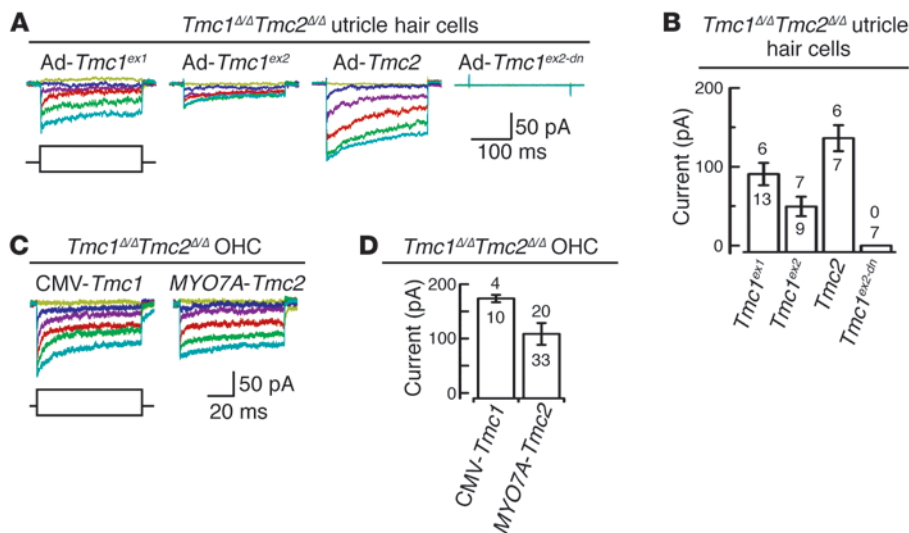 A
Tmc1Δ/ΔTmc2Δ/Δ utricle hair cells
Ad-Tmc1ex1
Ad-Tmc1ex2
Ad-Tmc2
Ad-Tmc1ex2-dn
50 pA
100 ms
B
Tmc1Δ/ΔTmc2Δ/Δ utricle
hair cells
Current (pA)
200
100
0
6
13
7
9
6
7
0
7
Tmc1ex1
Tmc1ex2
Tmc2
Tmc1ex2-dn
C
Tmc1Δ/ΔTmc2Δ/Δ OHC
CMV-Tmc1
MYO7A-Tmc2
50 pA
20 ms
D
Tmc1Δ/ΔTmc2Δ/Δ OHC
Current (pA)
200
100
0
4
10
20
33
CMV-Tmc1
MYO7A-Tmc2